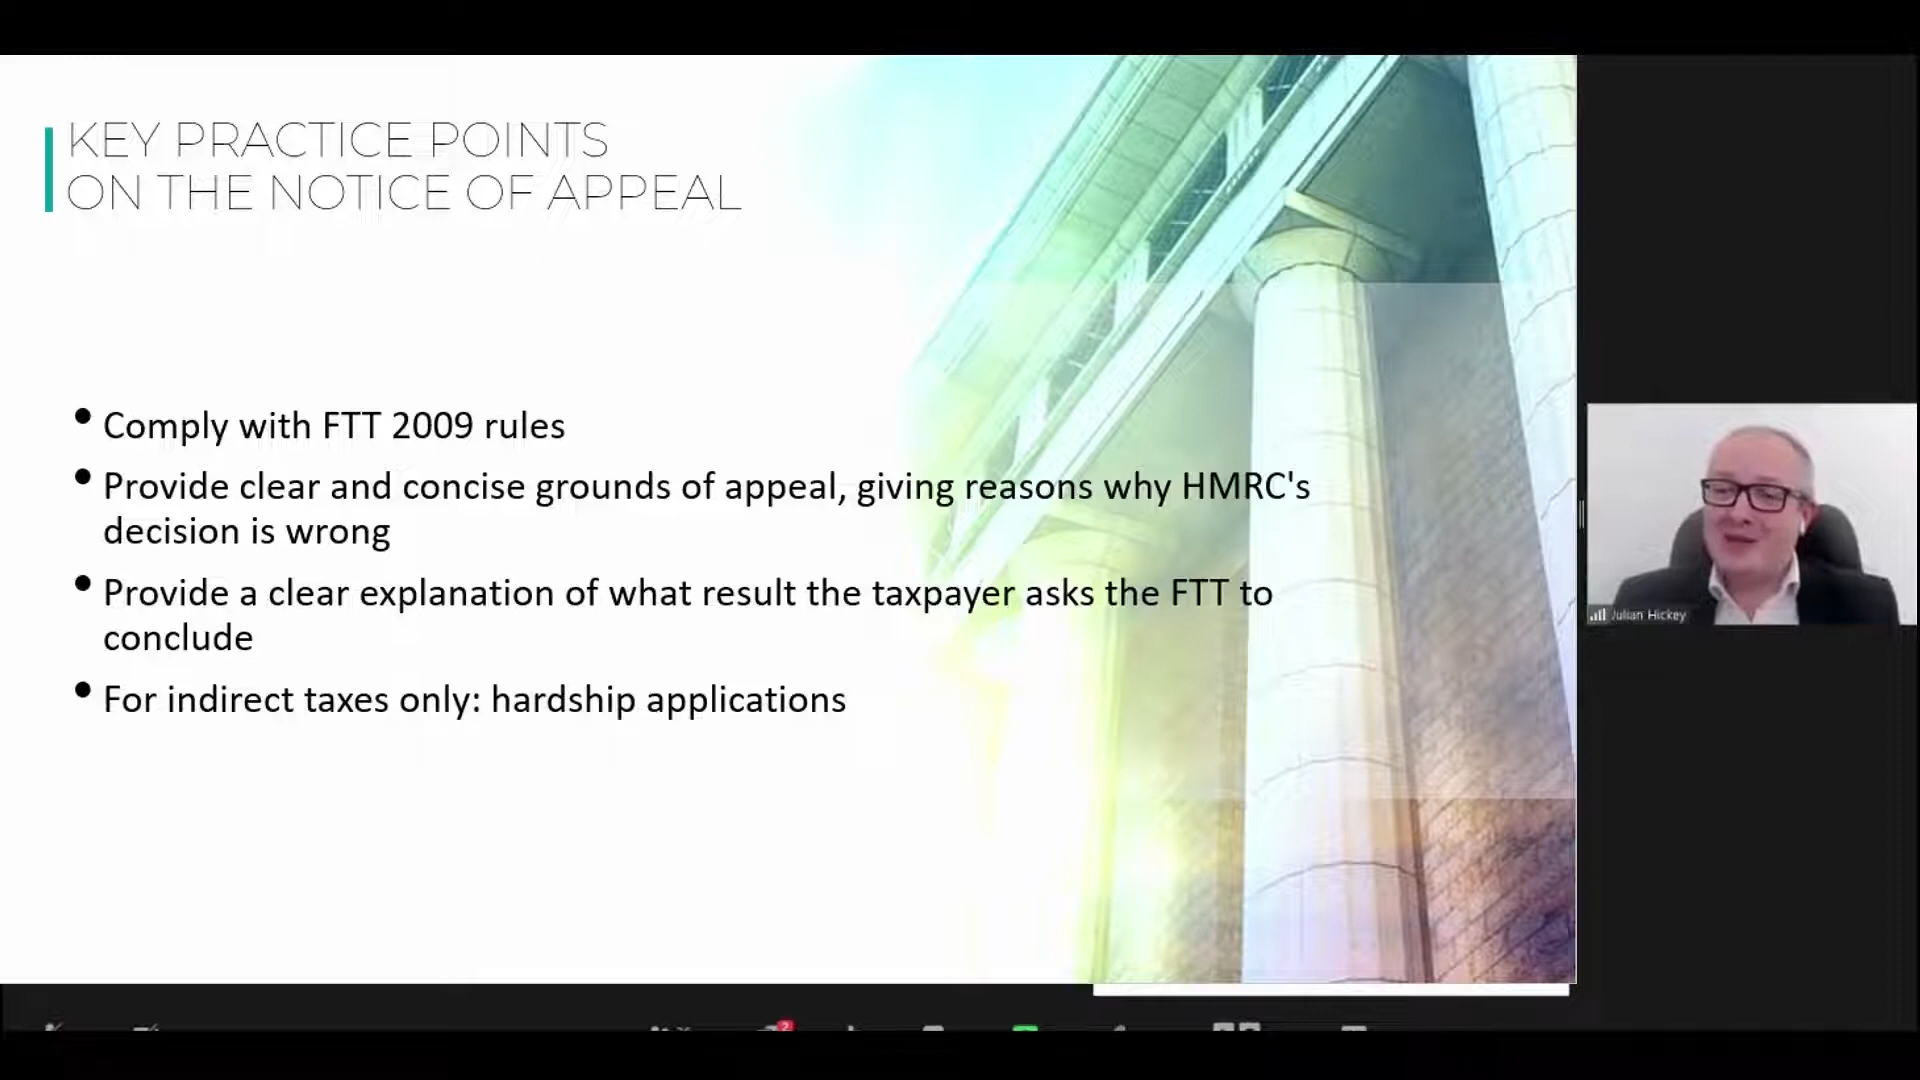 KEY PRACTICE POINTS
ON THE NOTICE OF APPEAL
• Comply with FTT 2009 rules
• Provide clear and concise grounds of appeal, giving reasons why HMRC's
decision is wrong
• Provide a clear explanation of what result the taxpayer asks the FTT to
conclude
• For indirect taxes only: hardship applications
Julian Hickey
2